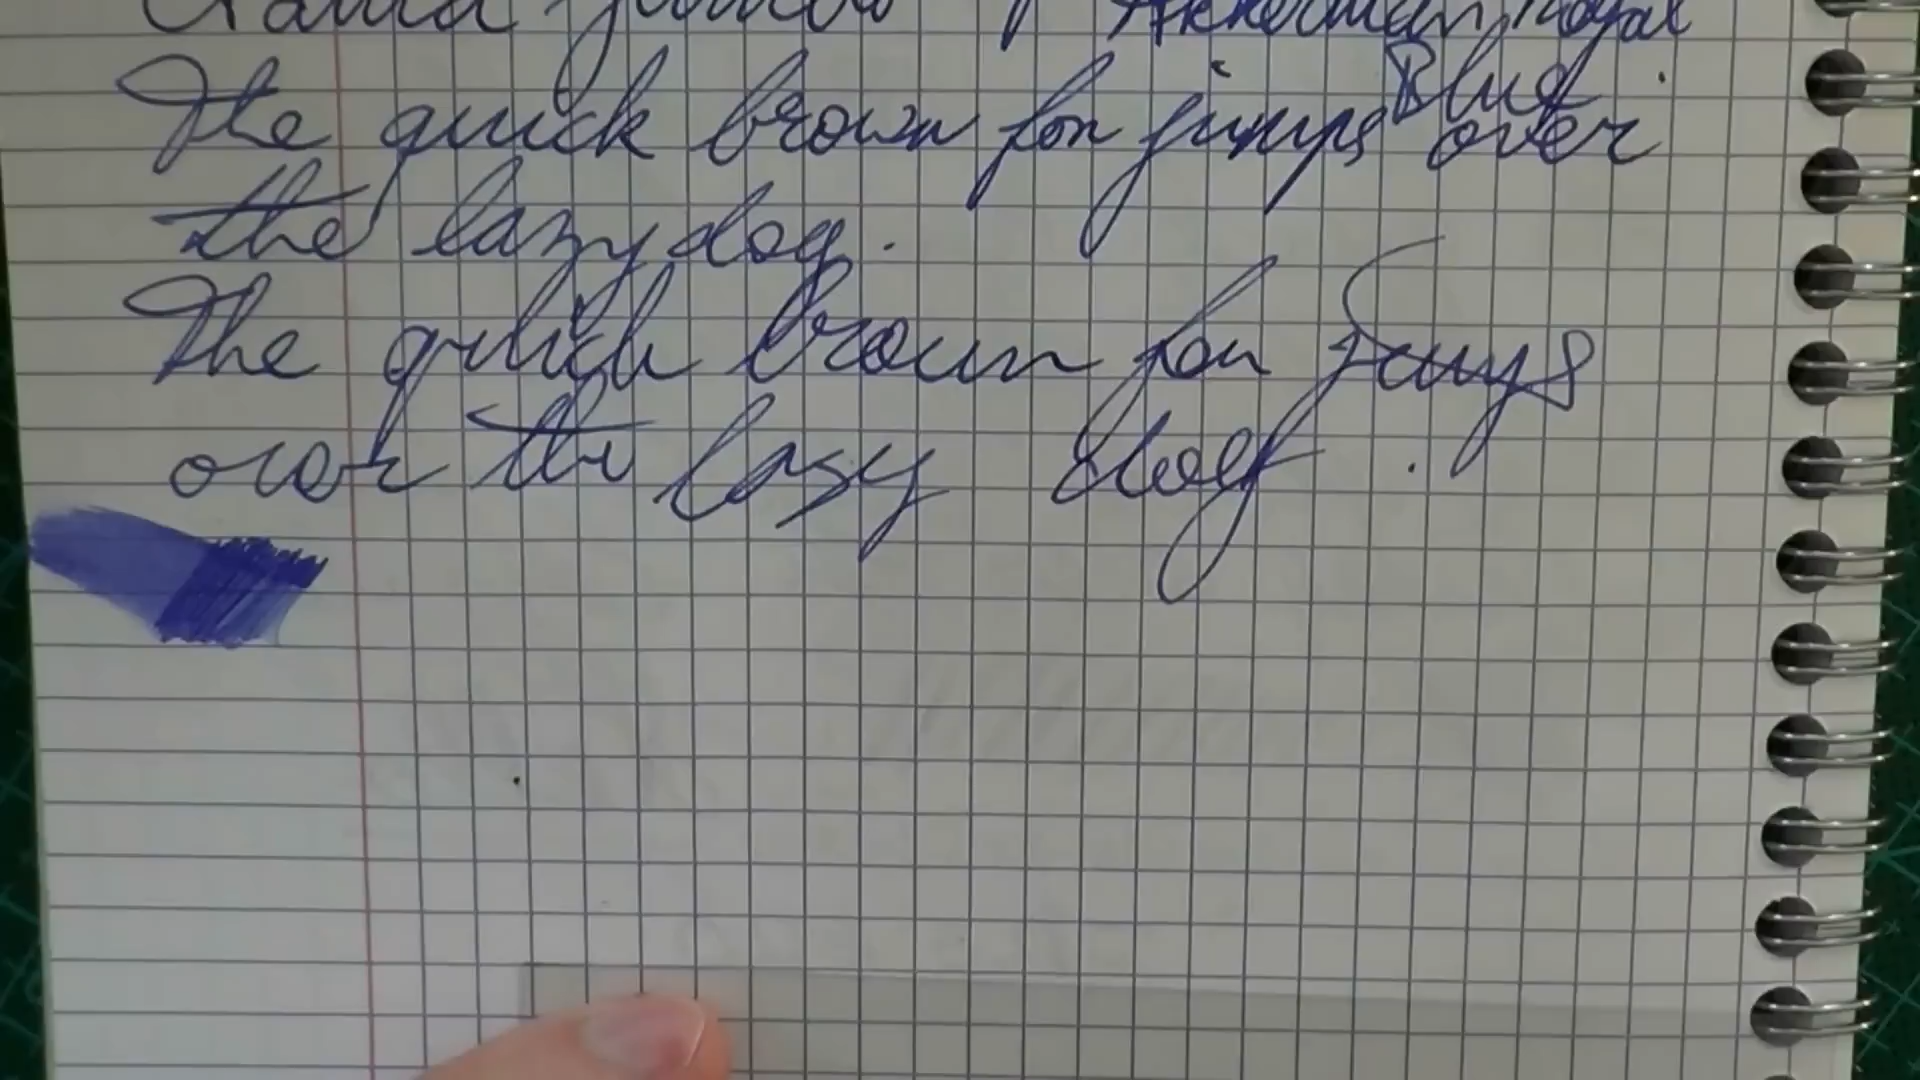 Akkerman Royal
Blue
The quick brown fox jumps over
the lazy dog.
The quick brown fox jumps
over the lazy dog.